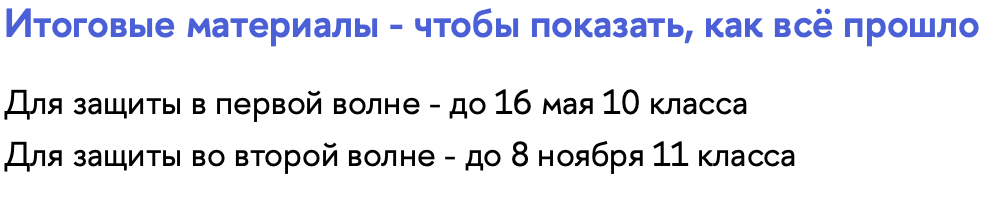 Итоговые материалы - чтобы показать, как всё прошло
Для защиты в первой волне - до 16 мая 10 класса
Для защиты во второй волне - до 8 ноября 11 класса